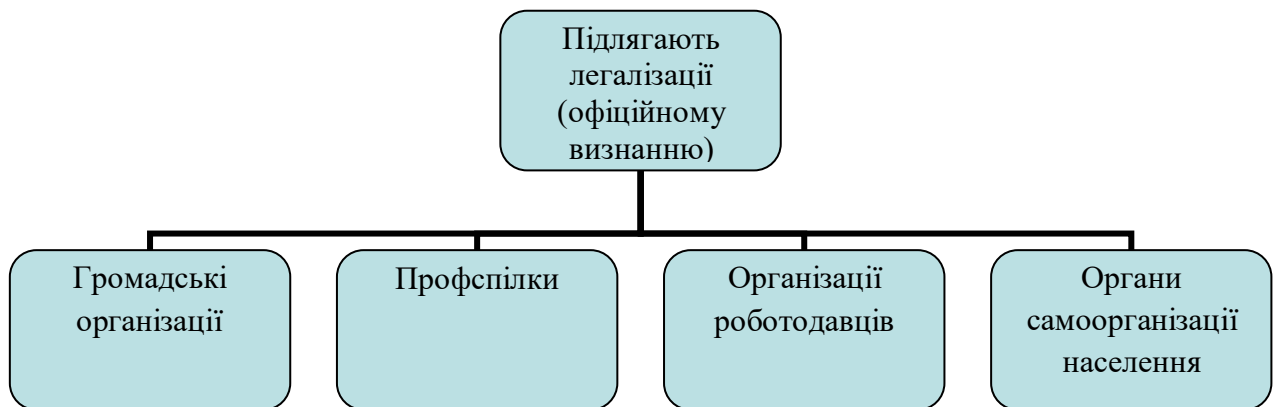 Підлягають
легалізації
(офіційному
визнанню)
Громадські
організації
Профспілки
Організації
роботодавців
Органи
самоорганізації
населення